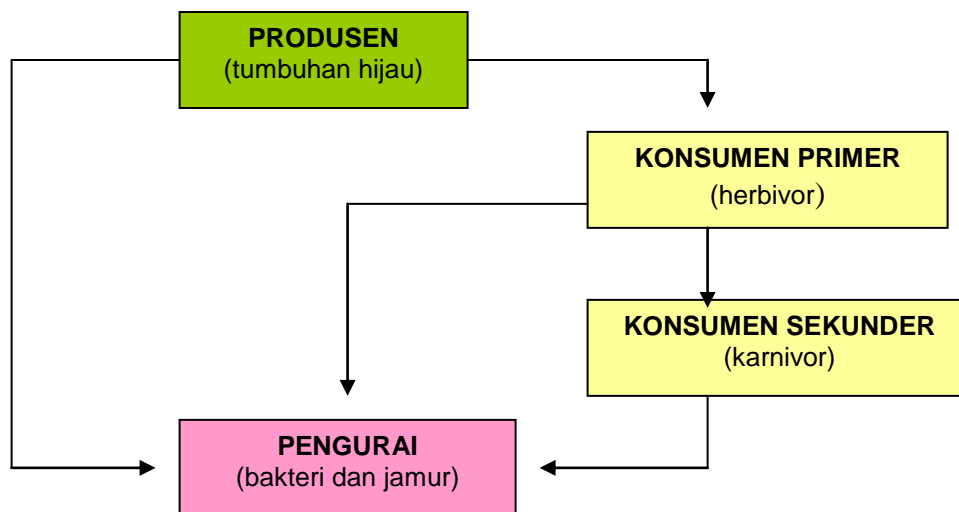 PRODUSEN
(tumbuhan hijau)
KONSUMEN PRIMER
(herbivor)
KONSUMEN SEKUNDER
(karnivor)
PENGURAI
(bakteri dan jamur)